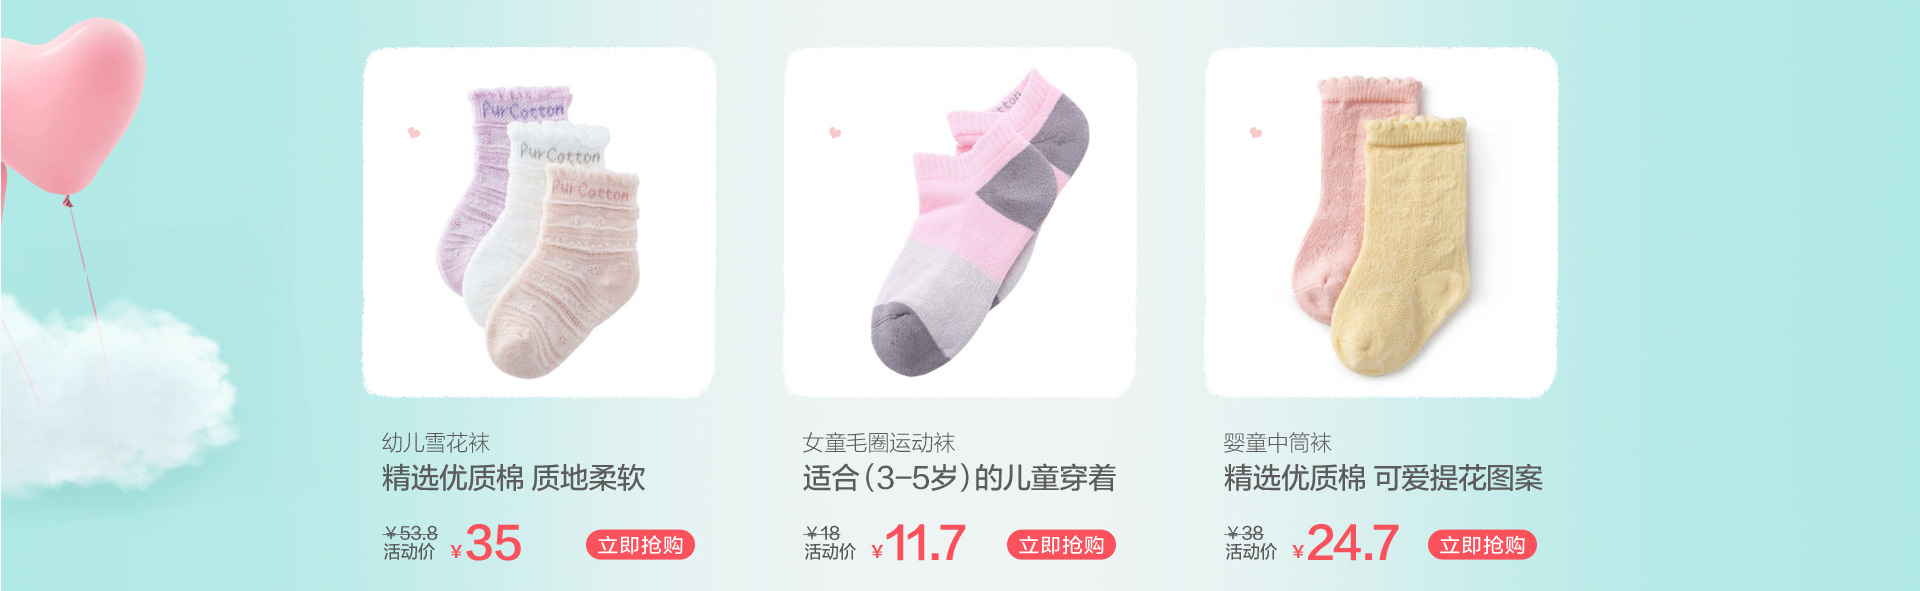 PurCotton
PurCotton
PurCotton
tton
幼儿雪花袜
精选优质棉 质地柔软
¥53.8
活动价 ¥35
立即抢购
女童毛圈运动袜
适合(3-5岁)的儿童穿着
¥18
活动价 ¥11.7
立即抢购
婴童中筒袜
精选优质棉 可爱提花图案
¥38
活动价 ¥24.7
立即抢购